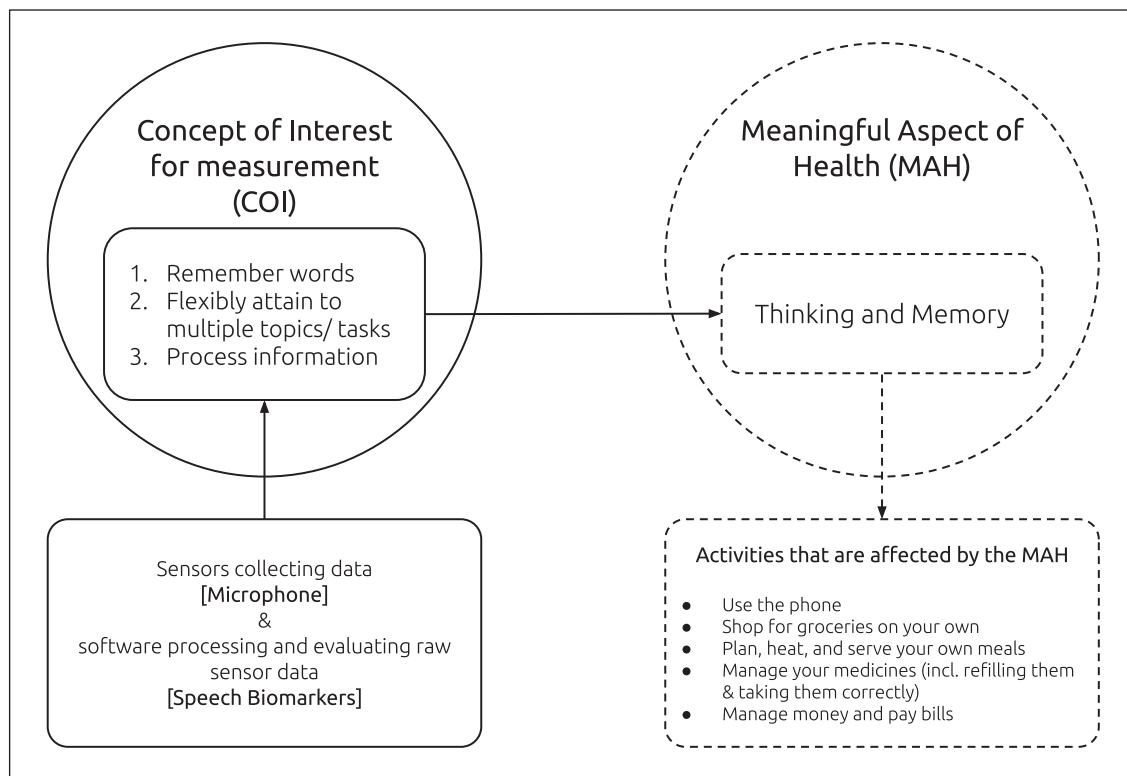 Concept of Interest
for measurement
(COI)
1. Remember words
2. Flexibly attain to
multiple topics/ tasks
3. Process information
Sensors collecting data
[Microphone]
&
software processing and evaluating raw
sensor data
[Speech Biomarkers]
Meaningful Aspect of
Health (MAH)
Thinking and Memory
Activities that are affected by the MAH
● Use the phone
● Shop for groceries on your own
● Plan, heat, and serve your own meals
● Manage your medicines (incl. refilling them
& taking them correctly)
● Manage money and pay bills